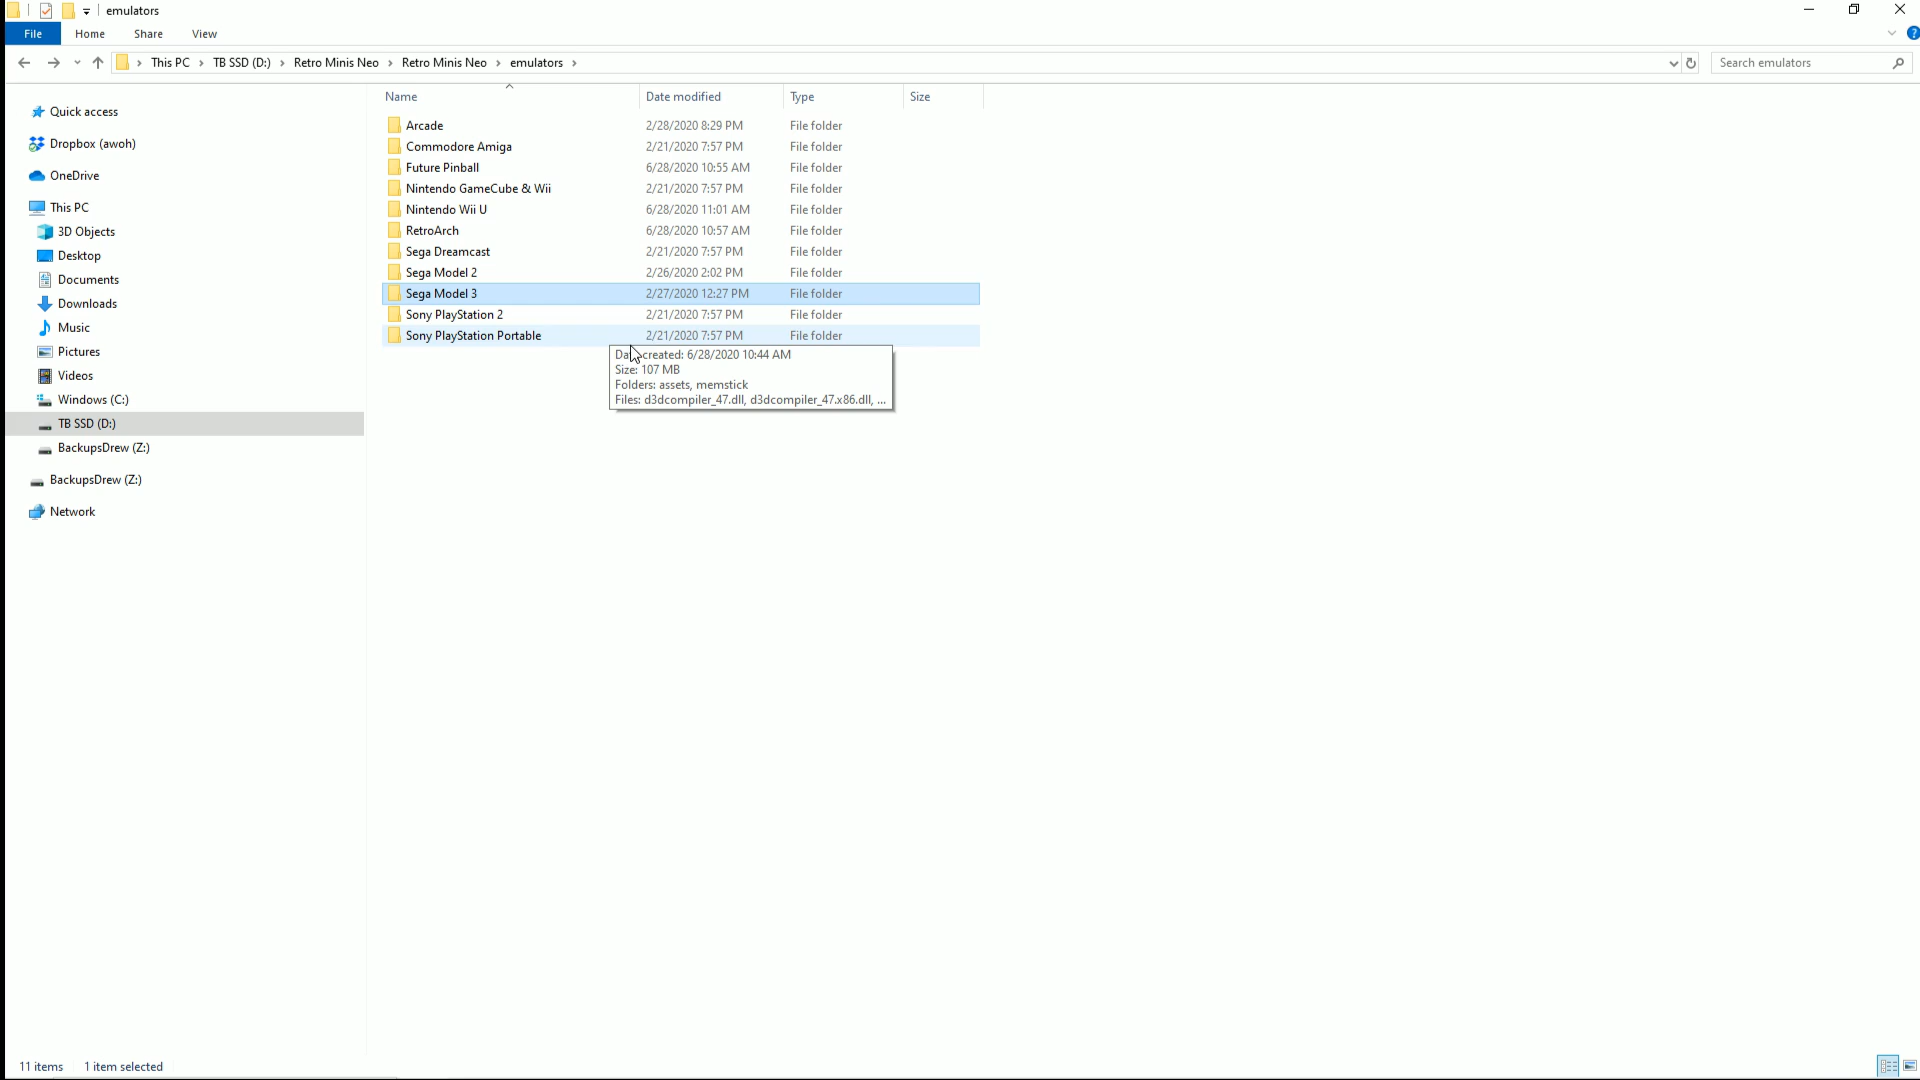 emulators
File Home Share View
This PC > TB SSD (D:) > Retro Minis Neo > Retro Minis Neo > emulators >
Search emulators
Name Date modified Type Size
Quick access
Dropbox (awoh)
OneDrive
This PC
3D Objects
Desktop
Documents
Downloads
Music
Pictures
Videos
Windows (C:)
TB SSD (D:)
BackupsDrew (Z:)
BackupsDrew (Z:)
Network
Arcade 2/28/2020 8:29 PM File folder
Commodore Amiga 2/21/2020 7:57 PM File folder
Future Pinball 6/28/2020 10:55 AM File folder
Nintendo GameCube & Wii 2/21/2020 7:57 PM File folder
Nintendo Wii U 6/28/2020 11:01 AM File folder
RetroArch 6/28/2020 10:57 AM File folder
Sega Dreamcast 2/21/2020 7:57 PM File folder
Sega Model 2 2/26/2020 2:02 PM File folder
Sega Model 3 2/27/2020 12:27 PM File folder
Sony PlayStation 2 2/21/2020 7:57 PM File folder
Sony PlayStation Portable 2/21/2020 7:57 PM File folder
created: 6/28/2020 10:44 AM
Size: 107 MB
Folders: assets, memstick
Files: d3dcompiler_47.dll, d3dcompiler_47.x86.dll, ...
11 items 1 item selected